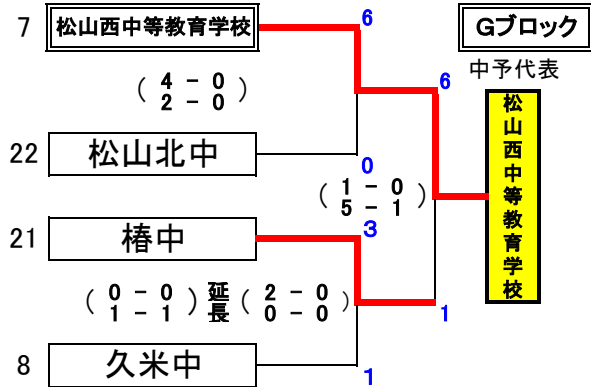 7 松山西中等教育学校 6 Gブロック
中予代表
( 4 - 0
2 - 0 )
6
松山西中等教育学校
22 松山北中 0
( 1 - 0
5 - 1 )
21 椿中 3
( 0 - 0
1 - 1 ) 延長 ( 2 - 0
0 - 0 )
1
8 久米中 1